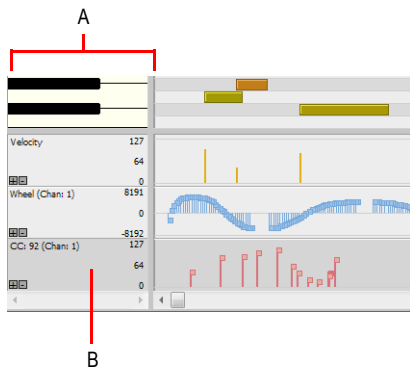 A
Velocity 127
64
0
Wheel (Chan: 1) 8191
0
-8192
CC: 92 (Chan: 1) 127
64
0
B